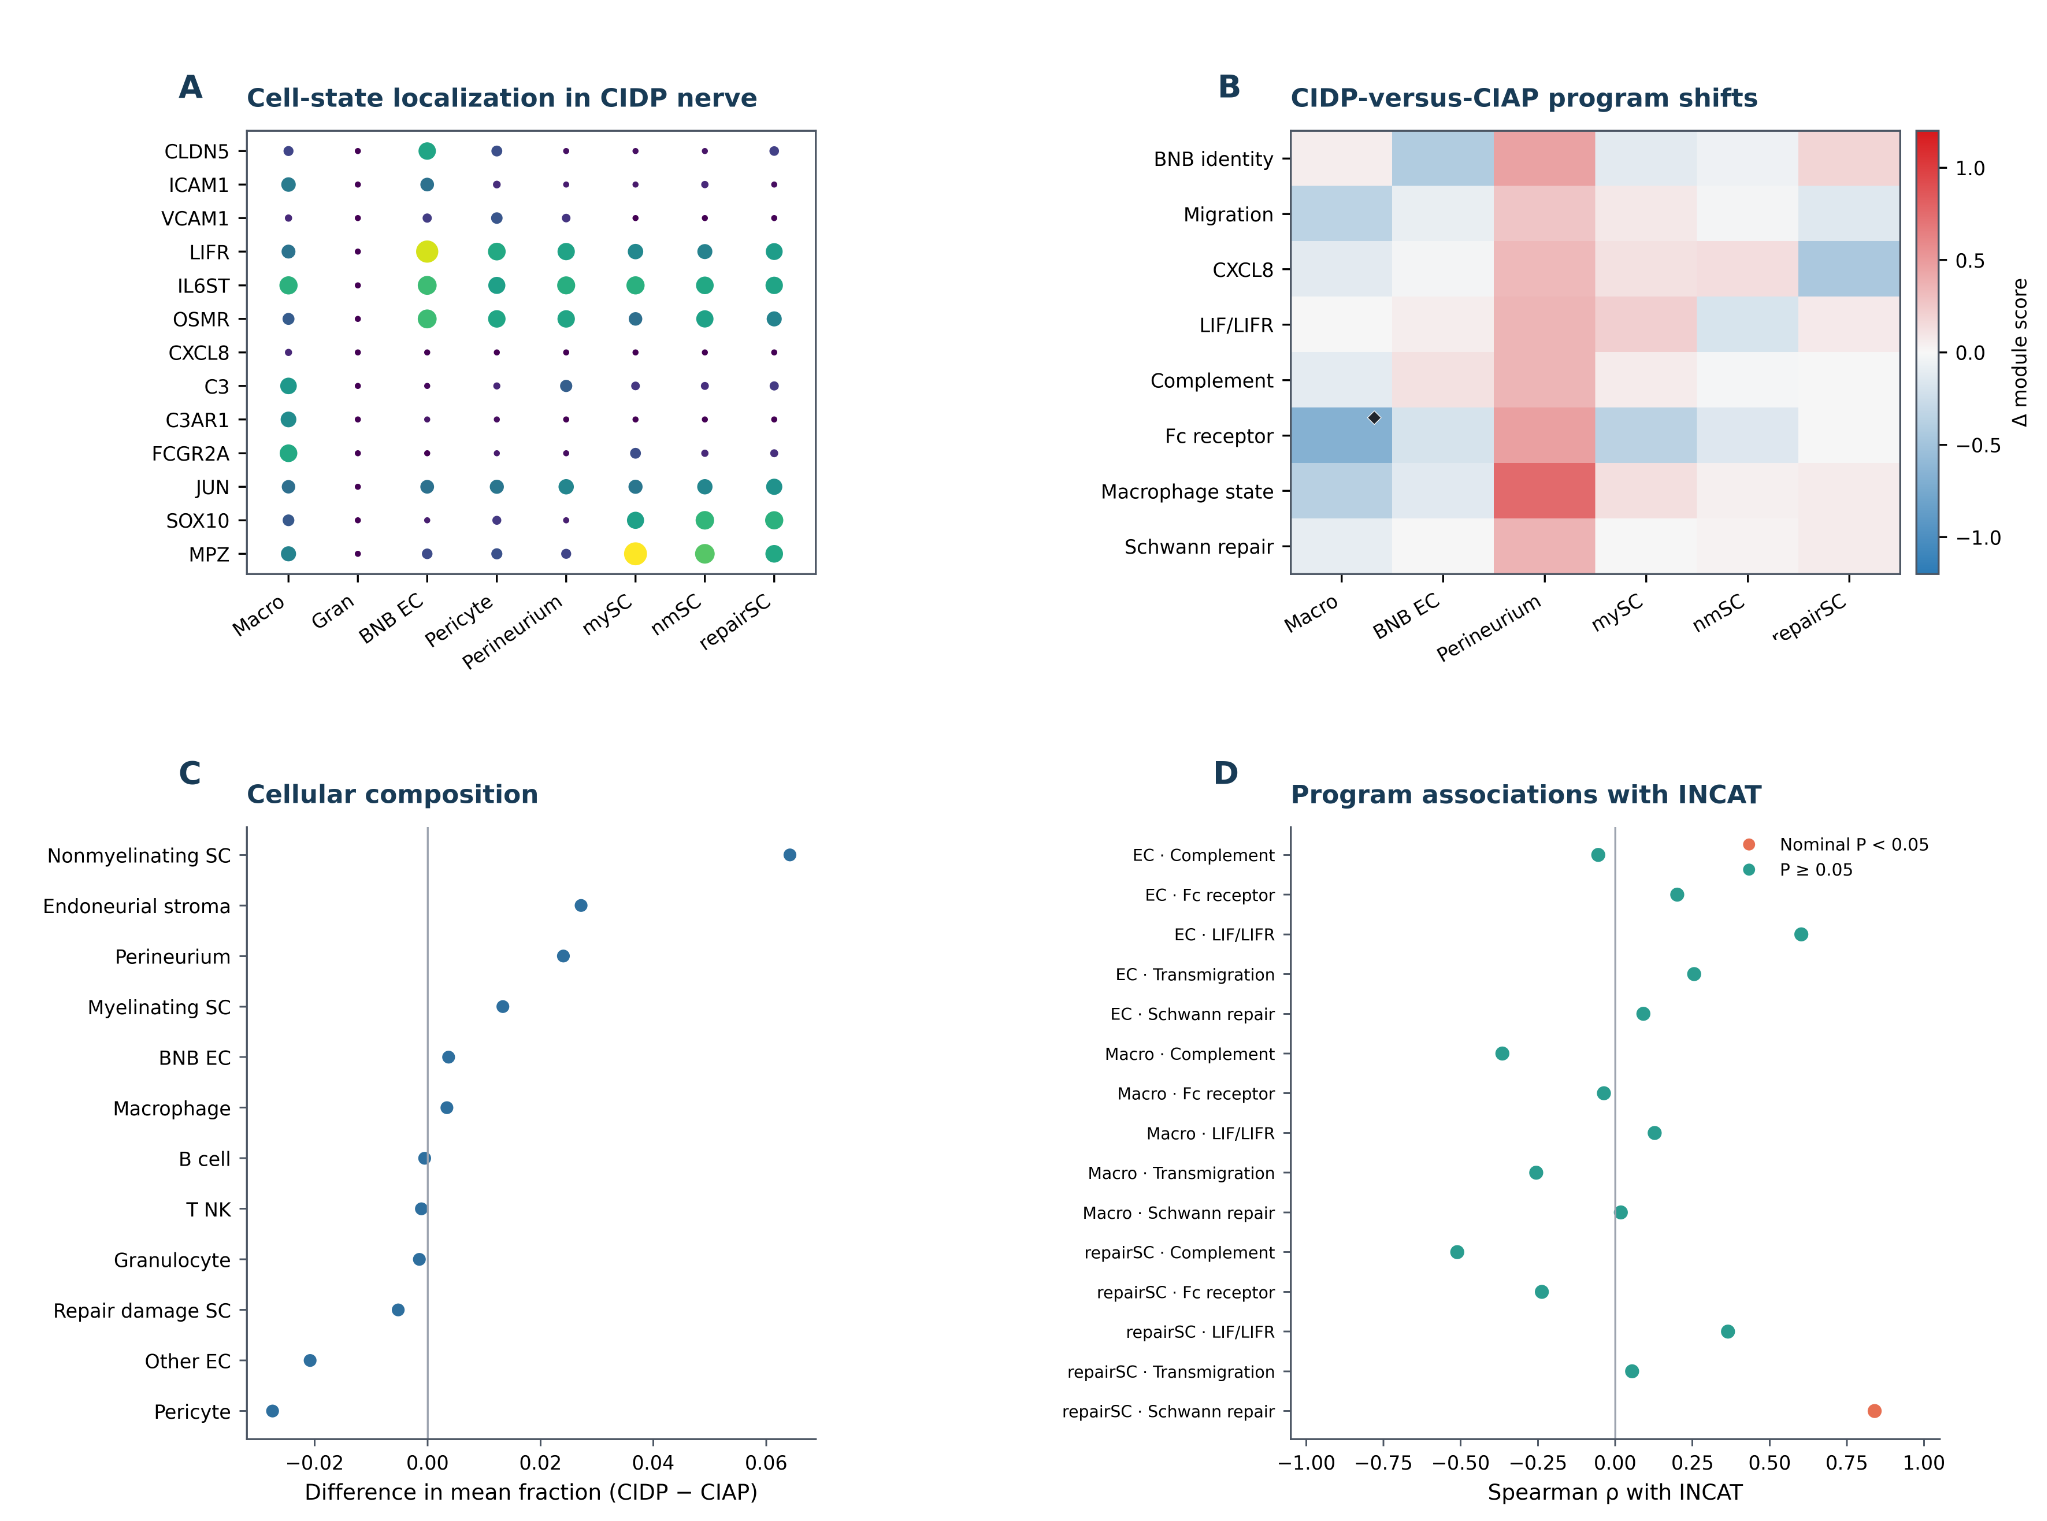 A
Cell-state localization in CIDP nerve
CLDN5
ICAM1
VCAM1
LIFR
IL6ST
OSMR
CXCL8
C3
C3AR1
FCGR2A
JUN
SOX10
MPZ
Macro
Gran
BNB EC
Pericyte
Perineurium
mySC
nmSC
repairSC
B
CIDP-versus-CIAP program shifts
BNB identity
Migration
CXCL8
LIF/LIFR
Complement
Fc receptor
Macrophage state
Schwann repair
Macro
BNB EC
Perineurium
mySC
nmSC
repairSC
1.0
0.5
0.0
−0.5
−1.0
Δ module score
C
Cellular composition
Nonmyelinating SC
Endoneurial stroma
Perineurium
Myelinating SC
BNB EC
Macrophage
B cell
T NK
Granulocyte
Repair damage SC
Other EC
Pericyte
−0.02 0.00 0.02 0.04 0.06
Difference in mean fraction (CIDP − CIAP)
D
Program associations with INCAT
Nominal P < 0.05
P ≥ 0.05
EC · Complement
EC · Fc receptor
EC · LIF/LIFR
EC · Transmigration
EC · Schwann repair
Macro · Complement
Macro · Fc receptor
Macro · LIF/LIFR
Macro · Transmigration
Macro · Schwann repair
repairSC · Complement
repairSC · Fc receptor
repairSC · LIF/LIFR
repairSC · Transmigration
repairSC · Schwann repair
−1.00 −0.75 −0.50 −0.25 0.00 0.25 0.50 0.75 1.00
Spearman ρ with INCAT